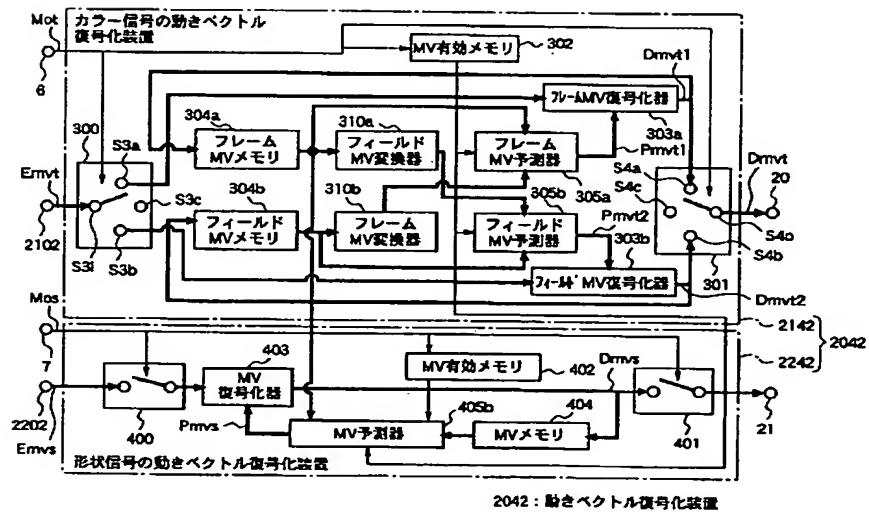 Mot
カラー信号の動きベクトル
復号化装置
6
MV有効メモリ
302
Dmvt1
フレームMV復号化器
303a
Pmvt1
300
S3a
304a
フレーム
MVメモリ
310a
フィールド
MV変換器
フレーム
MV予測器
305a
S4a
S4c
Dmvt
20
Emvt
2102
S3c
S3i
S3b
304b
フィールド
MVメモリ
310b
フレーム
MV変換器
305b
フィールド
MV予測器
Pmvt2
303b
フィールドMV復号化器
S4o
S4b
301
Dmvt2
Mos
7
2142
2042
2242
403
MV
復号化器
MV有効メモリ
402
Dmvs
2202
Emvs
400
Pmvs
405b
MV予測器
404
MVメモリ
401
21
形状信号の動きベクトル復号化装置
2042:動きベクトル復号化装置